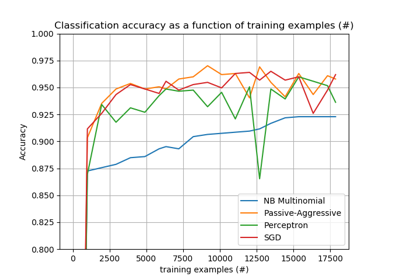 Classification accuracy as a function of training examples (#)
1.000
0.975
0.950
0.925
0.900
0.875
0.850
0.825
0.800
Accuracy
NB Multinomial
Passive-Aggressive
Perceptron
SGD
0 2500 5000 7500 10000 12500 15000 17500
training examples (#)